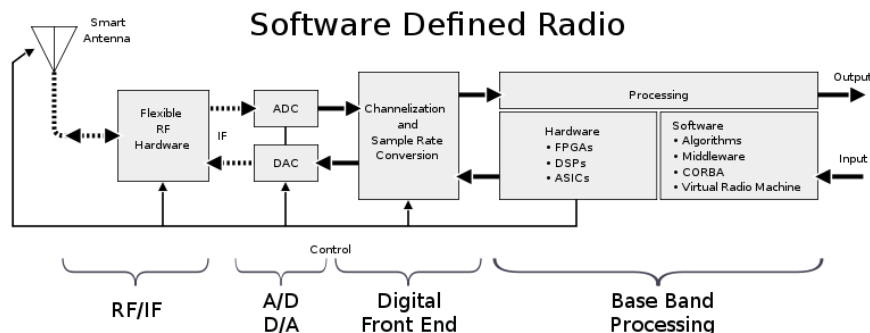 Software Defined Radio
Smart
Antenna
Flexible
RF
Hardware
IF
ADC
DAC
Channelization
and
Sample Rate
Conversion
Processing
Hardware
• FPGAs
• DSPs
• ASICs
Software
• Algorithms
• Middleware
• CORBA
• Virtual Radio Machine
Output
Input
Control
RF/IF
A/D
D/A
Digital
Front End
Base Band
Processing